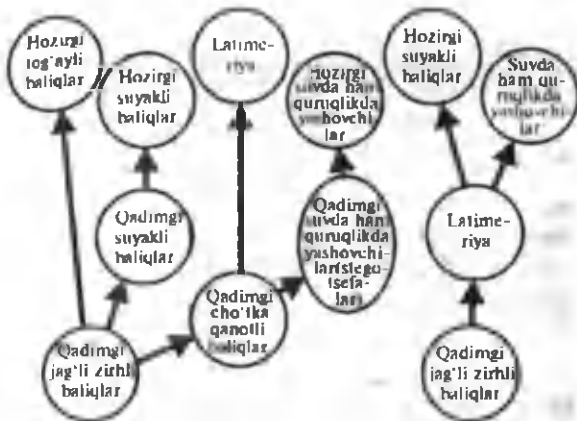 Hozirgi
tog'ayli
baliqlar
Hozirgi
suyakli
baliqlar
Latime-
riya
Hozirgi
suvda ham
quruqlikda
yashovchi-
lar
Hozirgi
suyakli
baliqlar
Suvda
ham qu-
ruqlikda
yashovchi-
lar
Qadimgi
suyakli
baliqlar
Qadimgi
suvda ham
quruqlikda
yashovchi-
lar(stego-
tsefa-
lar)
Latime-
riya
Qadimgi
jag'li zirhli
baliqlar
Qadimgi
cho'tka
qanotli
baliqlar
Qadimgi
jag'li zirhli
baliqlar